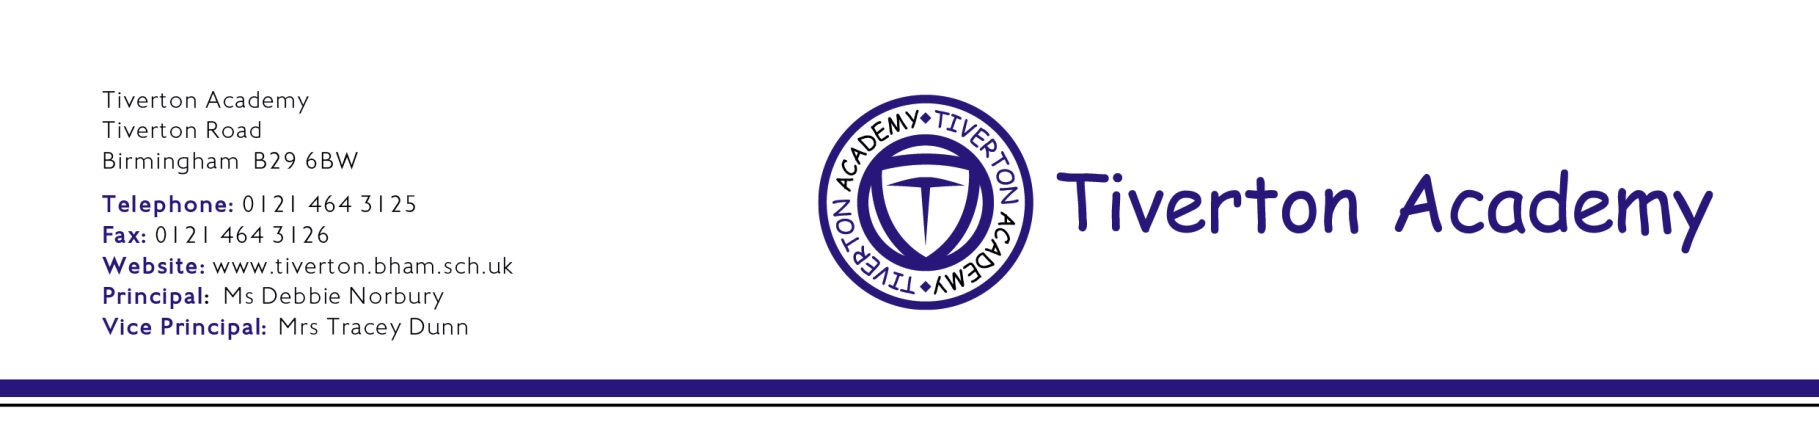 Tiverton Academy
Tiverton Road
Birmingham B29 6BW
Telephone: 0121 464 3125
Fax: 0121 464 3126
Website: www.tiverton.bham.sch.uk
Principal: Ms Debbie Norbury
Vice Principal: Mrs Tracey Dunn
TIVERTON ACADEMY
TIVERTON ACADEMY
T
Tiverton Academy